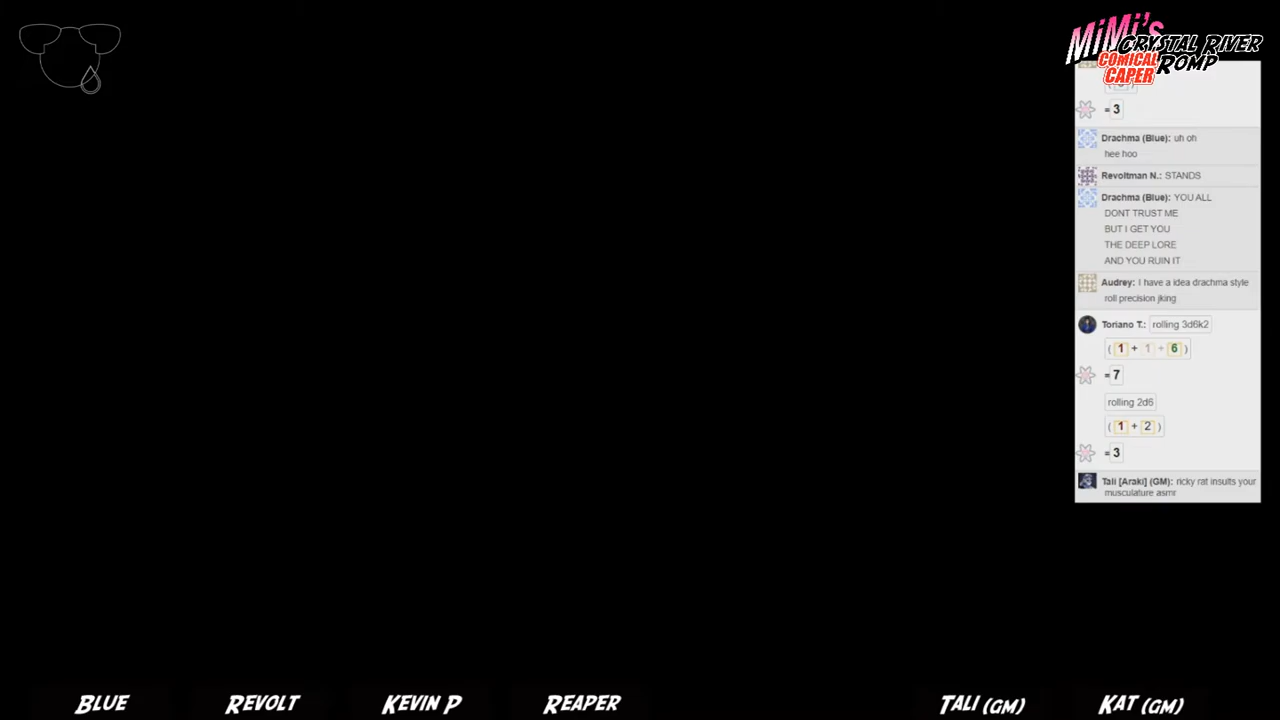 MiMi's
CRYSTAL RIVER
COMICAL
CAPER
ROMP
= 3
Drachma (Blue): uh oh
hee hoo
Revoltman N.: STANDS
Drachma (Blue): YOU ALL
DONT TRUST ME
BUT I GET YOU
THE DEEP LORE
AND YOU RUIN IT
Audrey: I have a idea drachma style
roll precision jking
Toriano T.: rolling 3d6k2
( 1 + 1 + 6 )
= 7
rolling 2d6
( 1 + 2 )
= 3
Tali [Araki] (GM): ricky rat insults your
musculature asmr
BLUE
REVOLT
KEVIN P
REAPER
TALI (GM)
KAT (GM)